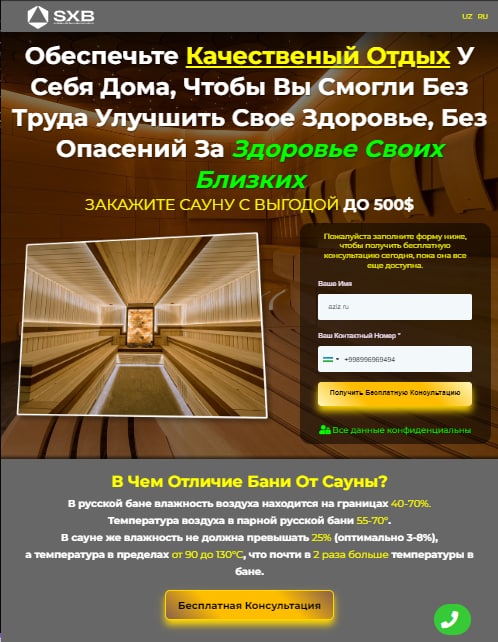 SXB
UZ RU
Обеспечьте Качественый Отдых У
Себя Дома, Чтобы Вы Смогли Без
Труда Улучшить Свое Здоровье, Без
Опасений За Здоровье Своих
Близких
ЗАКАЖИТЕ САУНУ С ВЫГОДОЙ ДО 500$
Пожалуйста заполните форму ниже,
чтобы получить бесплатную
консультацию сегодня, пока она все
еще доступна.
Ваше Имя
aziz ru
Ваш Контактный Номер *
+998996969494
Получить Бесплатную Консультацию
Все данные конфиденциальны
В Чем Отличие Бани От Сауны?
В русской бане влажность воздуха находится на границах 40-70%.
Температура воздуха в парной русской бани 55-70°.
В сауне же влажность не должна превышать 25% (оптимально 3-8%),
а температура в пределах от 90 до 130°С, что почти в 2 раза больше температуры в
бане.
Бесплатная Консультация